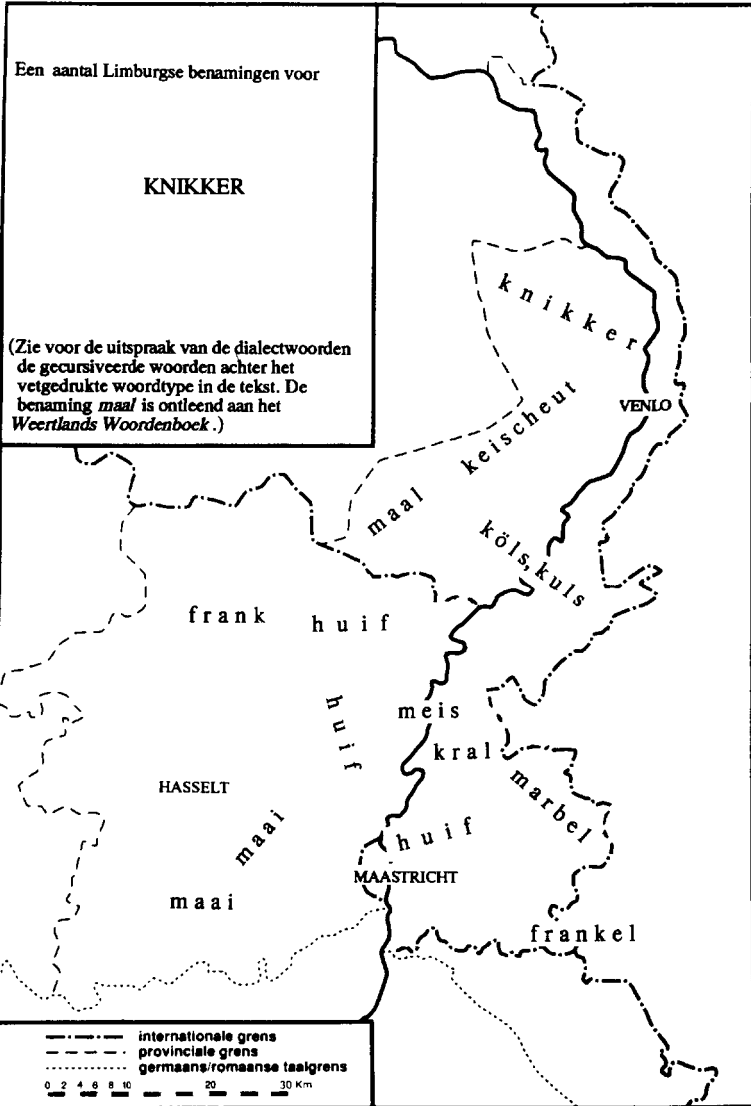 Een aantal Limburgse benamingen voor
KNIKKER
(Zie voor de uitspraak van de dialectwoorden
de gecursiveerde woorden achter het
vetgedrukte woordtype in de tekst. De
benaming maal is ontleend aan het
Weertlands Woordenboek.)
knikker
VENLO
keischeut
maal
köls, kuls
frank
huif
huif
meis
kral
HASSELT
marbel
maai
huif
MAASTRICHT
maai
frankel
internationale grens
provinciale grens
germaans/romaanse taalgrens
0 2 4 6 8 10 20 30 Km